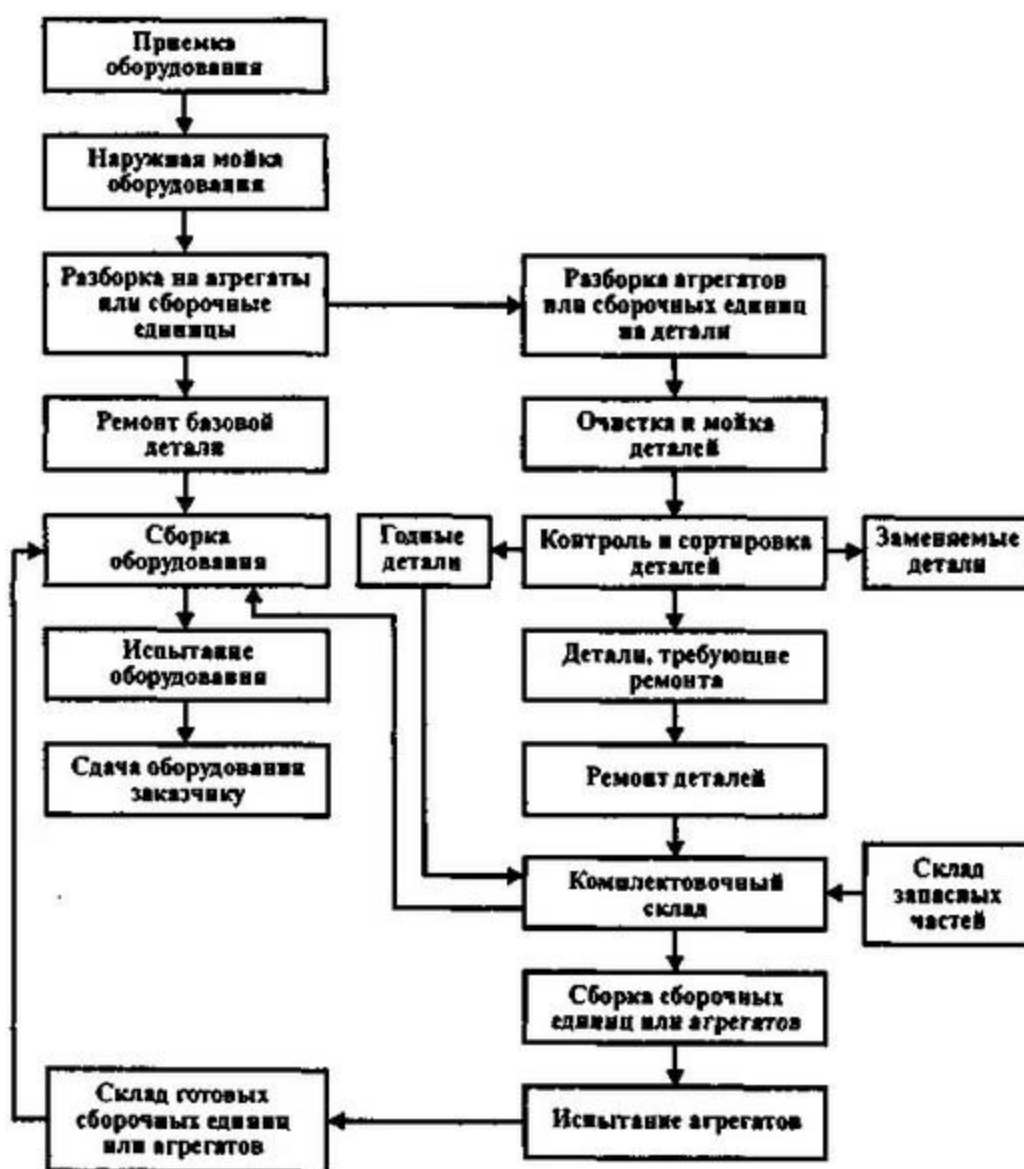 Приемка
оборудования
Наружная мойка
оборудования
Разборка на агрегаты
или сборочные
единицы
Разборка агрегатов
или сборочных единиц
на детали
Ремонт базовой
детали
Очистка и мойка
деталей
Сборка
оборудования
Годные
детали
Контроль и сортировка
деталей
Заменяемые
детали
Испытание
оборудования
Детали, требующие
ремонта
Сдача оборудования
заказчику
Ремонт деталей
Комплектовочный
склад
Склад
запасных
частей
Сборка сборочных
единиц или агрегатов
Склад готовых
сборочных единиц
или агрегатов
Испытание агрегатов